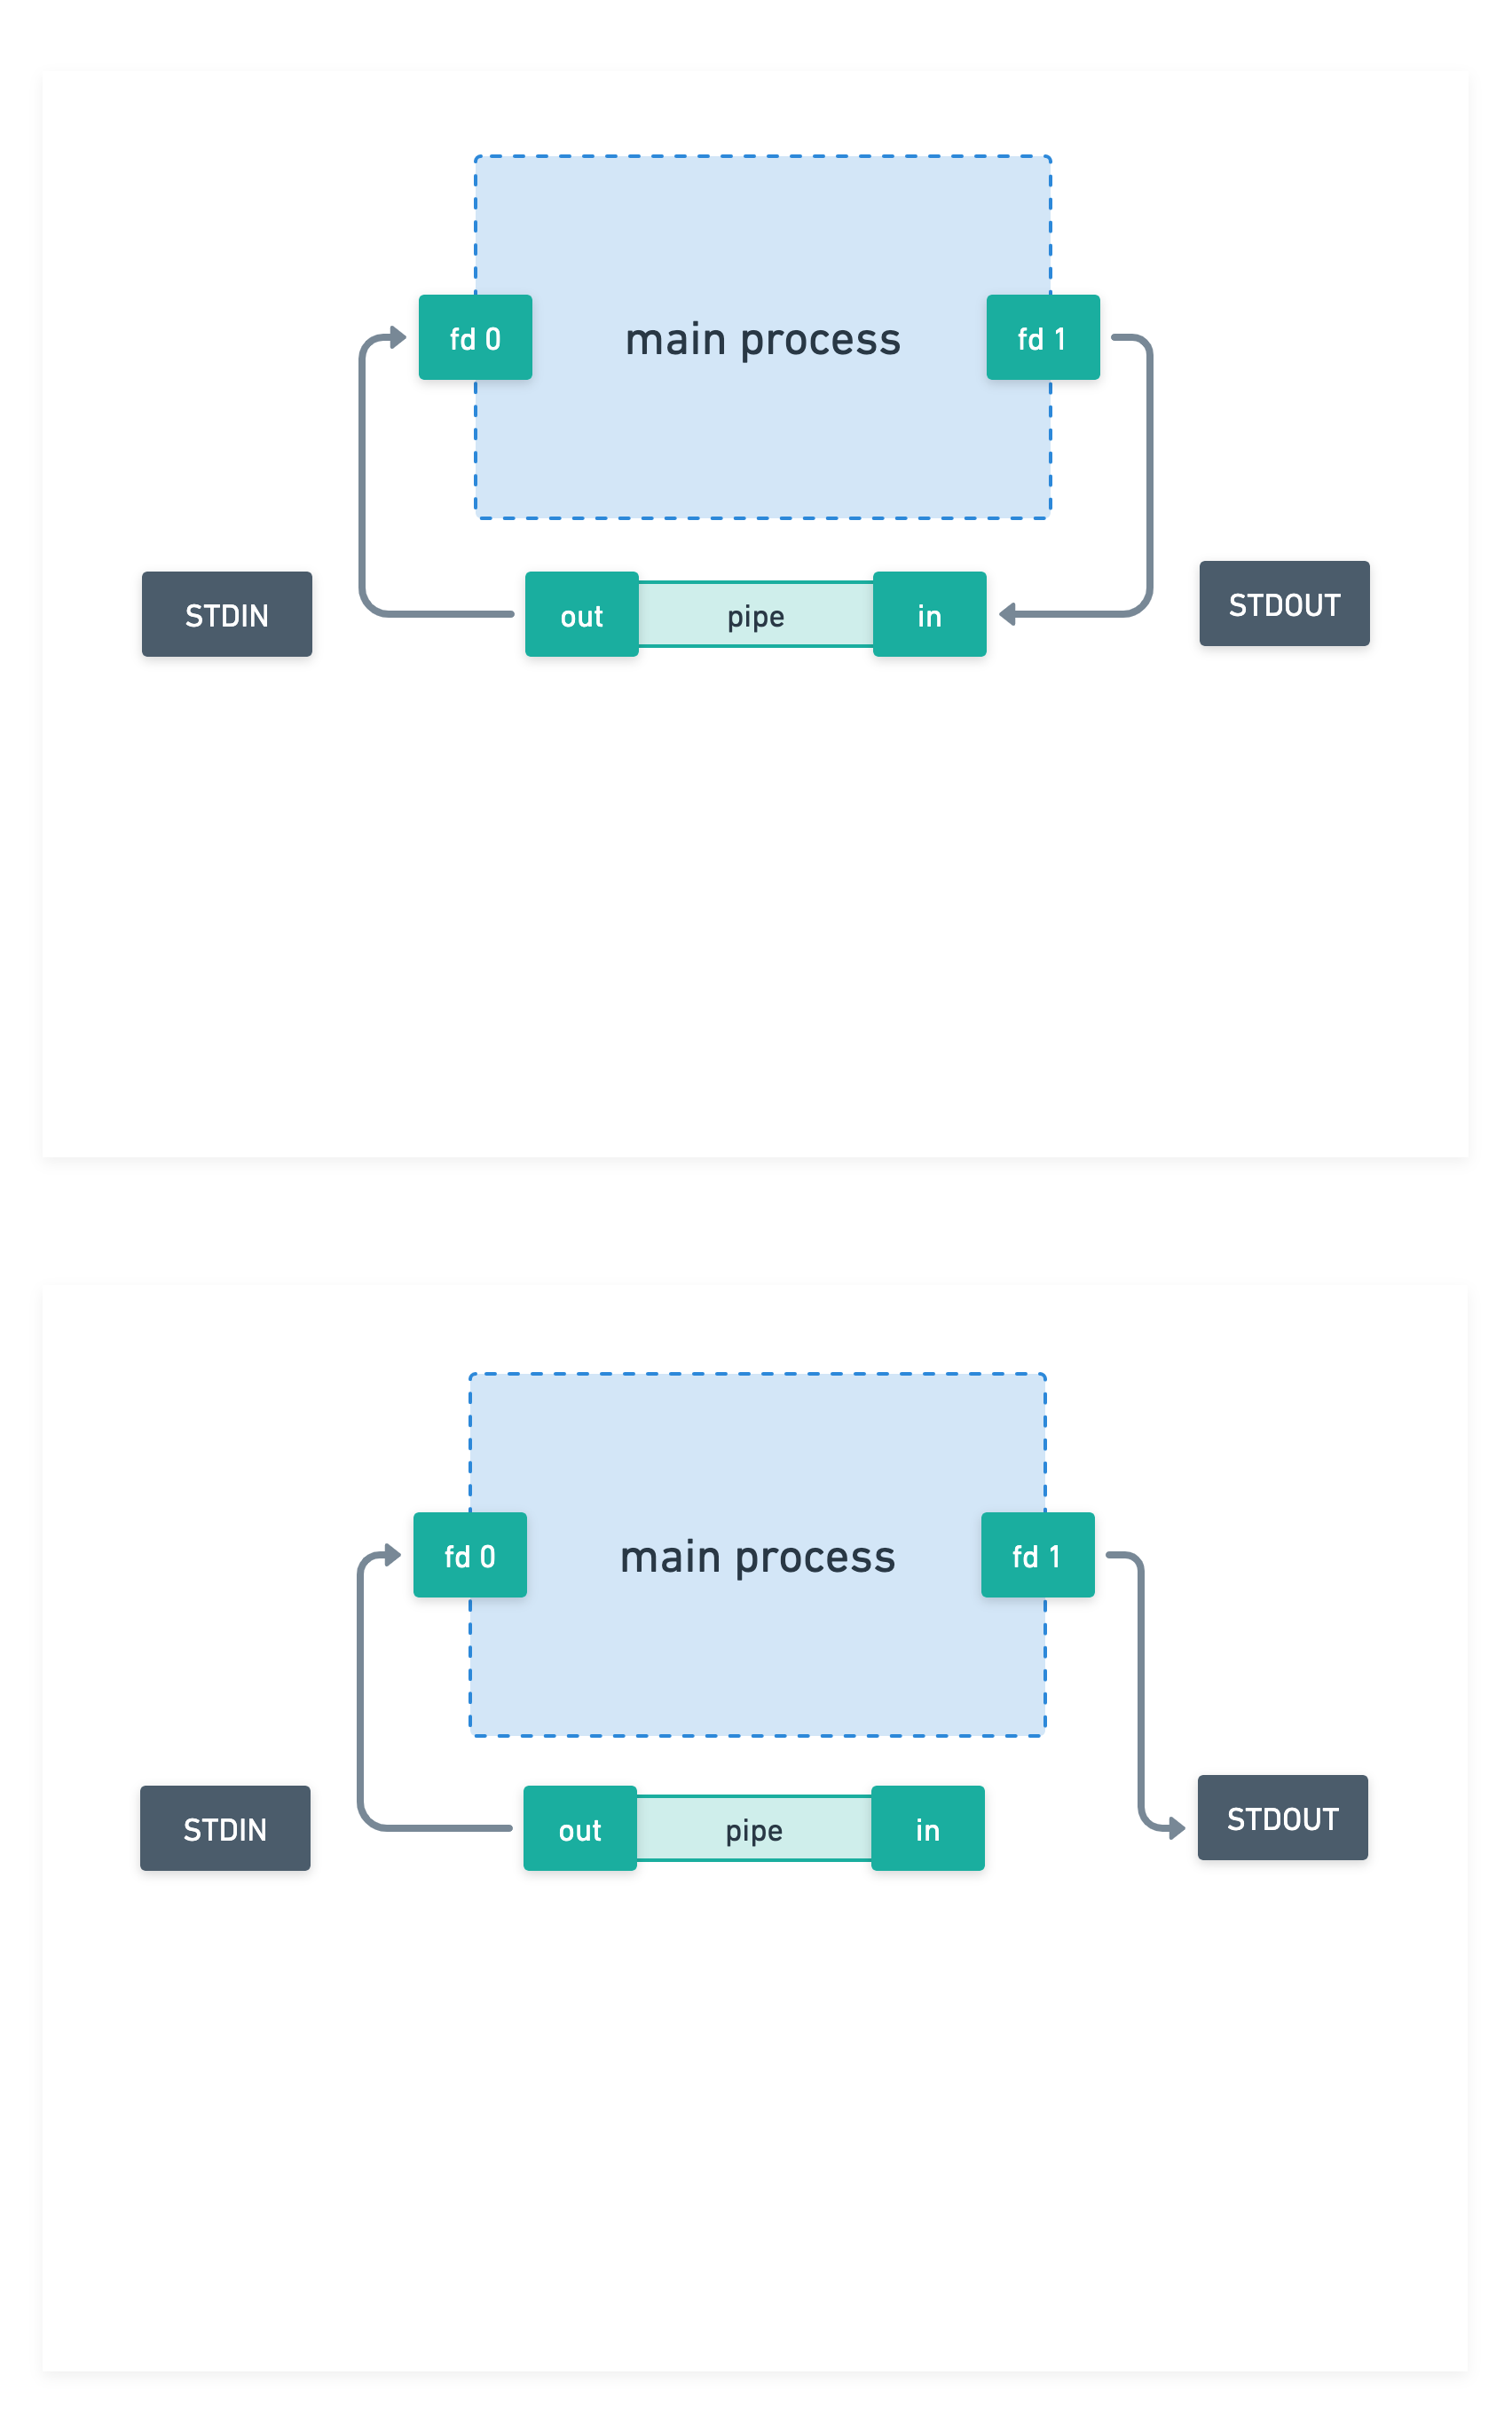 main process
fd 0
fd 1
STDIN
out
pipe
in
STDOUT
main process
fd 0
fd 1
STDIN
out
pipe
in
STDOUT